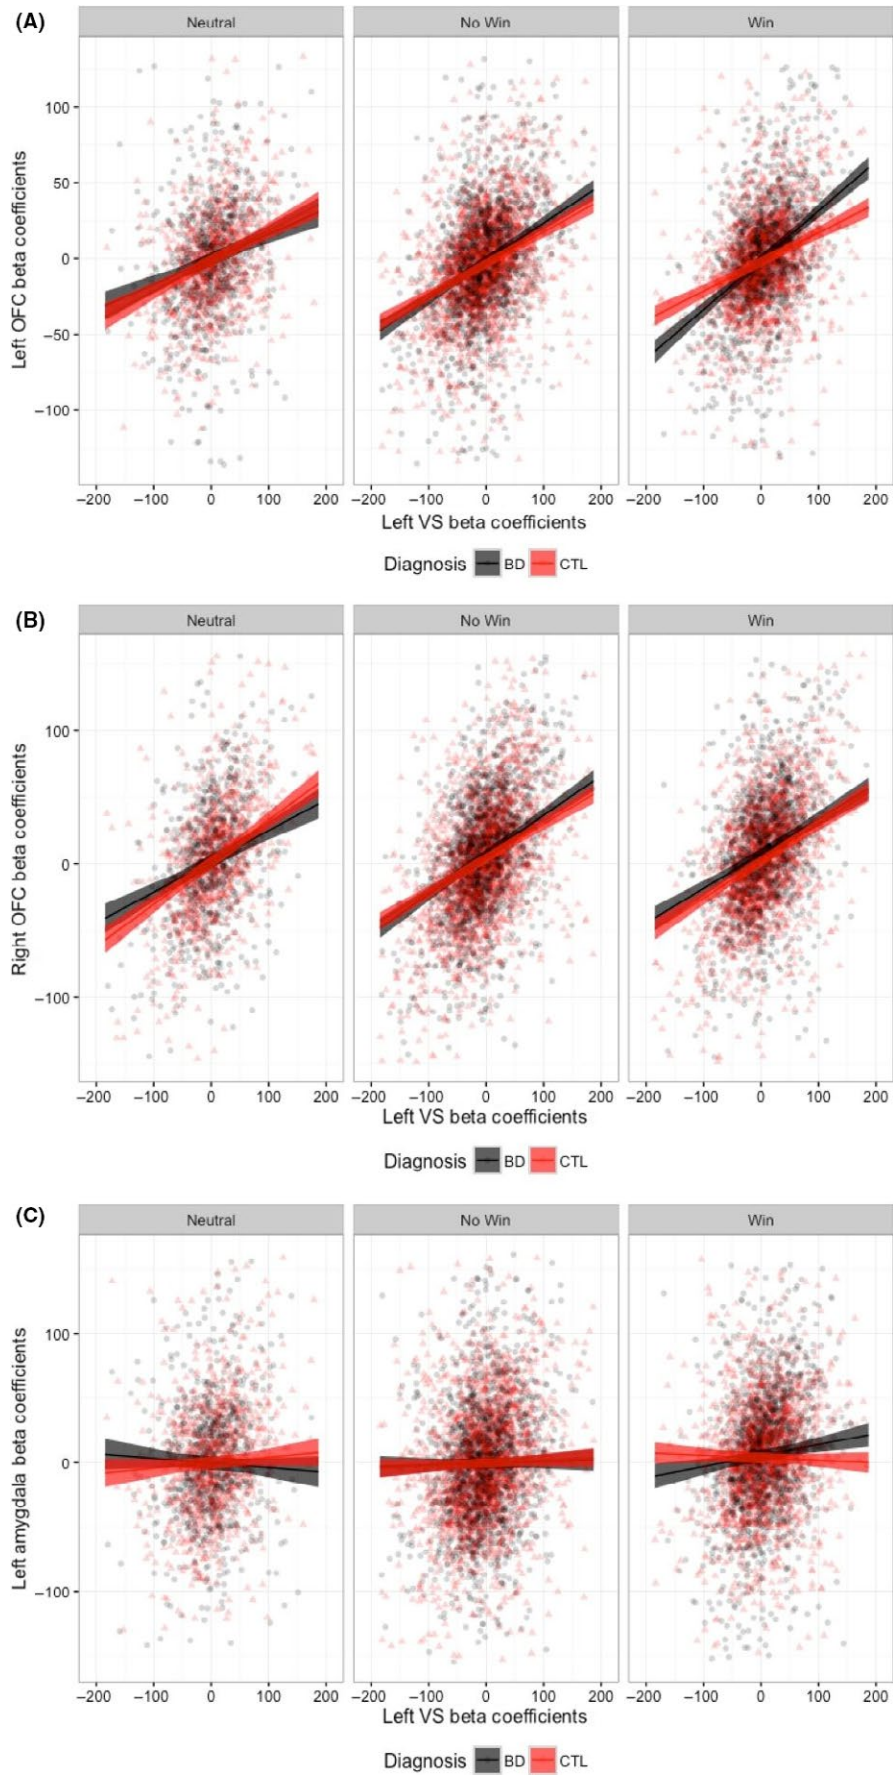 (A)
Neutral No Win Win
100
50
0
−50
−100
Left OFC beta coefficients
−200 −100 0 100 200 −200 −100 0 100 200 −200 −100 0 100 200
Left VS beta coefficients
Diagnosis BD CTL
(B)
Neutral No Win Win
100
0
−100
Right OFC beta coefficients
−200 −100 0 100 200 −200 −100 0 100 200 −200 −100 0 100 200
Left VS beta coefficients
Diagnosis BD CTL
(C)
Neutral No Win Win
100
0
−100
Left amygdala beta coefficients
−200 −100 0 100 200 −200 −100 0 100 200 −200 −100 0 100 200
Left VS beta coefficients
Diagnosis BD CTL